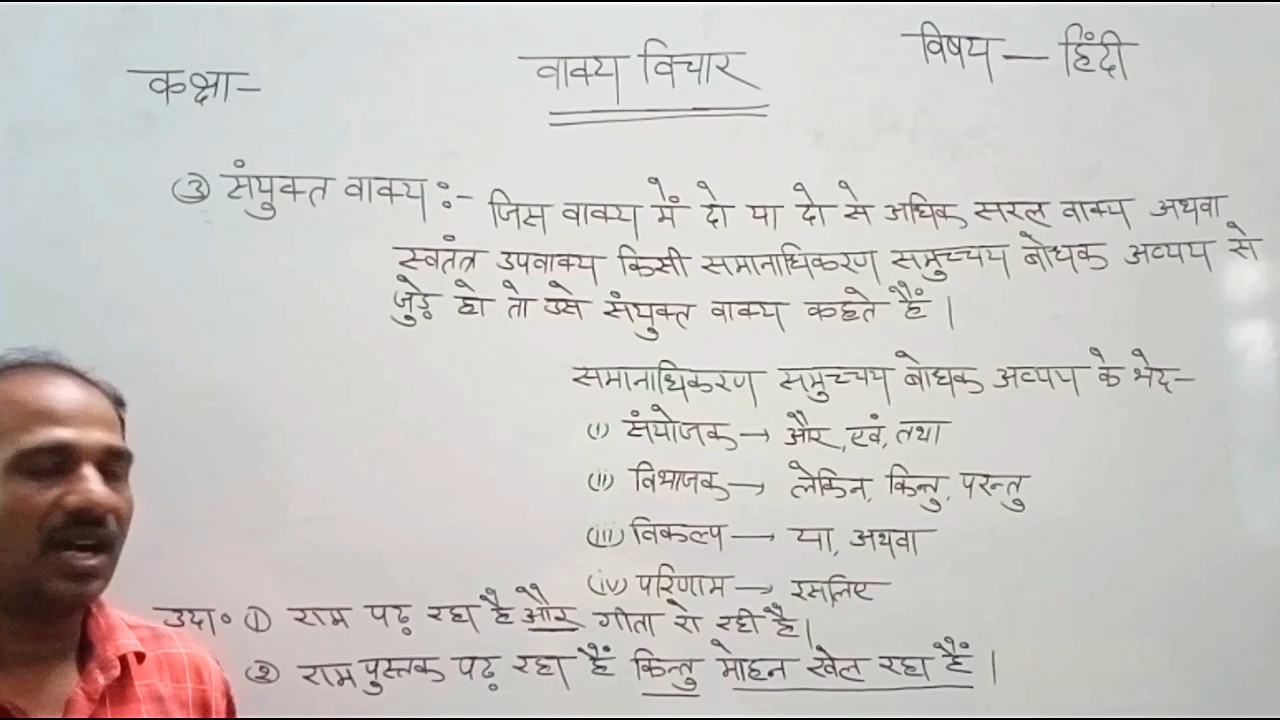 कक्षा-
वाक्य विचार
विषय — हिंदी
③ संयुक्त वाक्य :- जिस वाक्य में दो या दो से अधिक सरल वाक्य अथवा
स्वतंत्र उपवाक्य किसी समानाधिकरण समुच्चय बोधक अव्यय से
जुड़े हो तो उसे संयुक्त वाक्य कहते हैं ।
समानाधिकरण समुच्चय बोधक अव्यय के भेद-
(i) संयोजक → और, एवं, तथा
(ii) विभाजक → लेकिन, किन्तु, परन्तु
(iii) विकल्प → या, अथवा
(iv) परिणाम → इसलिए
उदा॰ ① राम पढ़ रहा है और गीता रो रही है।
② राम पुस्तक पढ़ रहा हैं किन्तु मोहन खेल रहा हैं ।